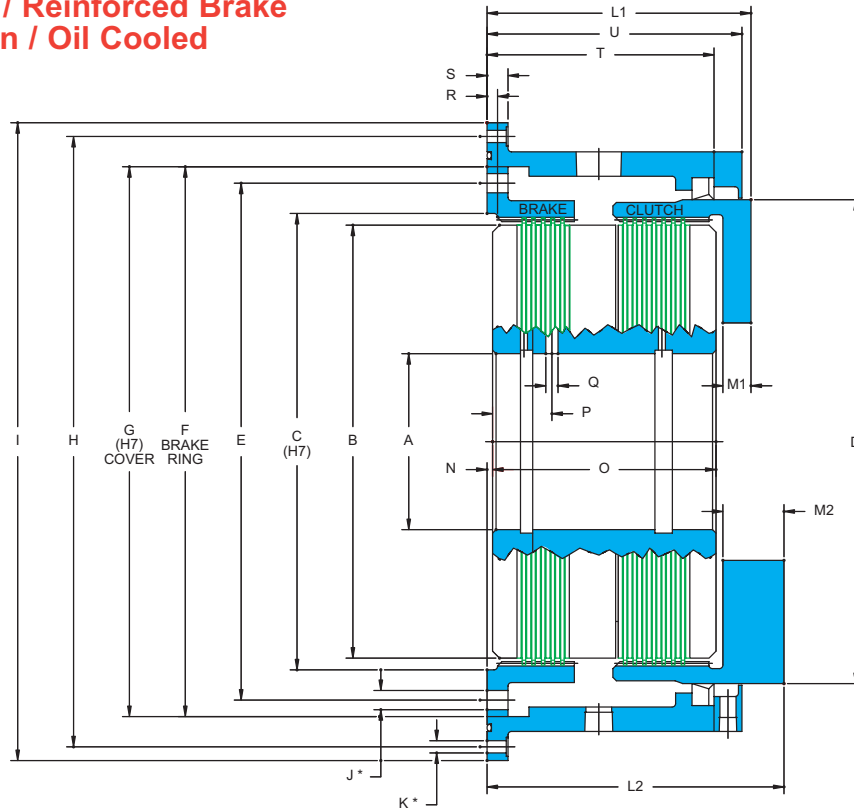 / Reinforced Brake
n / Oil Cooled
L1
U
T
S
R
BRAKE
CLUTCH
Q
P
M1
I
H
G
(H7)
COVER
F
BRAKE
RING
E
C
(H7)
B
A
D
N
O
M2
J *
K *
L2